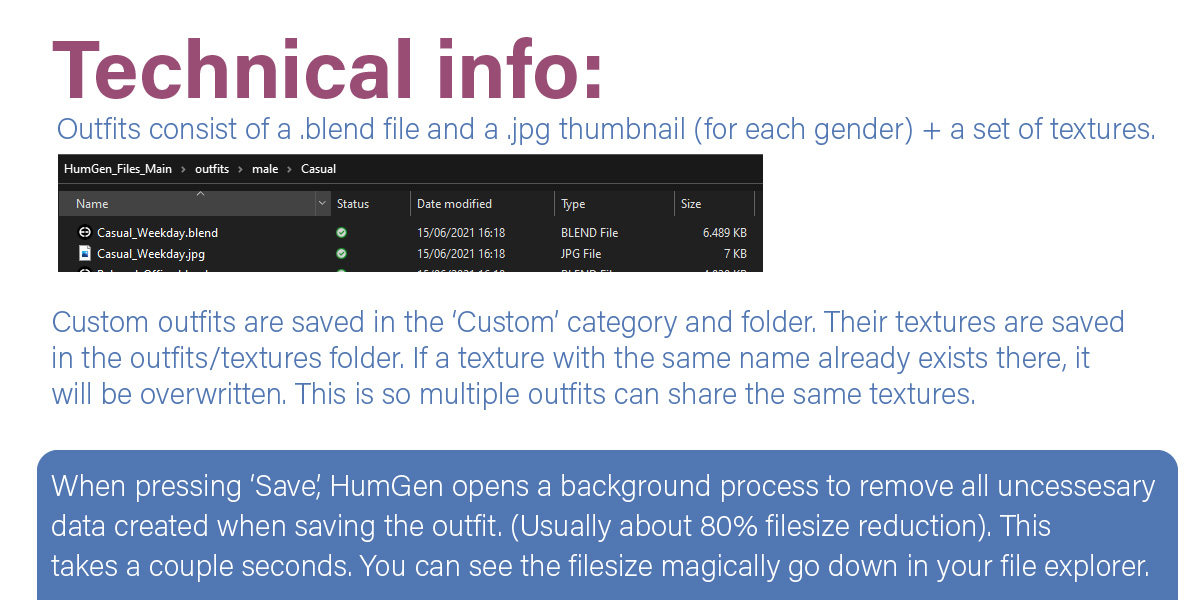 Technical info:
Outfits consist of a .blend file and a .jpg thumbnail (for each gender) + a set of textures.
HumGen_Files_Main > outfits > male > Casual
Name Status Date modified Type Size
Casual_Weekday.blend 15/06/2021 16:18 BLEND File 6.489 KB
Casual_Weekday.jpg 15/06/2021 16:18 JPG File 7 KB
Custom outfits are saved in the ‘Custom’ category and folder. Their textures are saved
in the outfits/textures folder. If a texture with the same name already exists there, it
will be overwritten. This is so multiple outfits can share the same textures.
When pressing ‘Save’, HumGen opens a background process to remove all uncessesary
data created when saving the outfit. (Usually about 80% filesize reduction). This
takes a couple seconds. You can see the filesize magically go down in your file explorer.